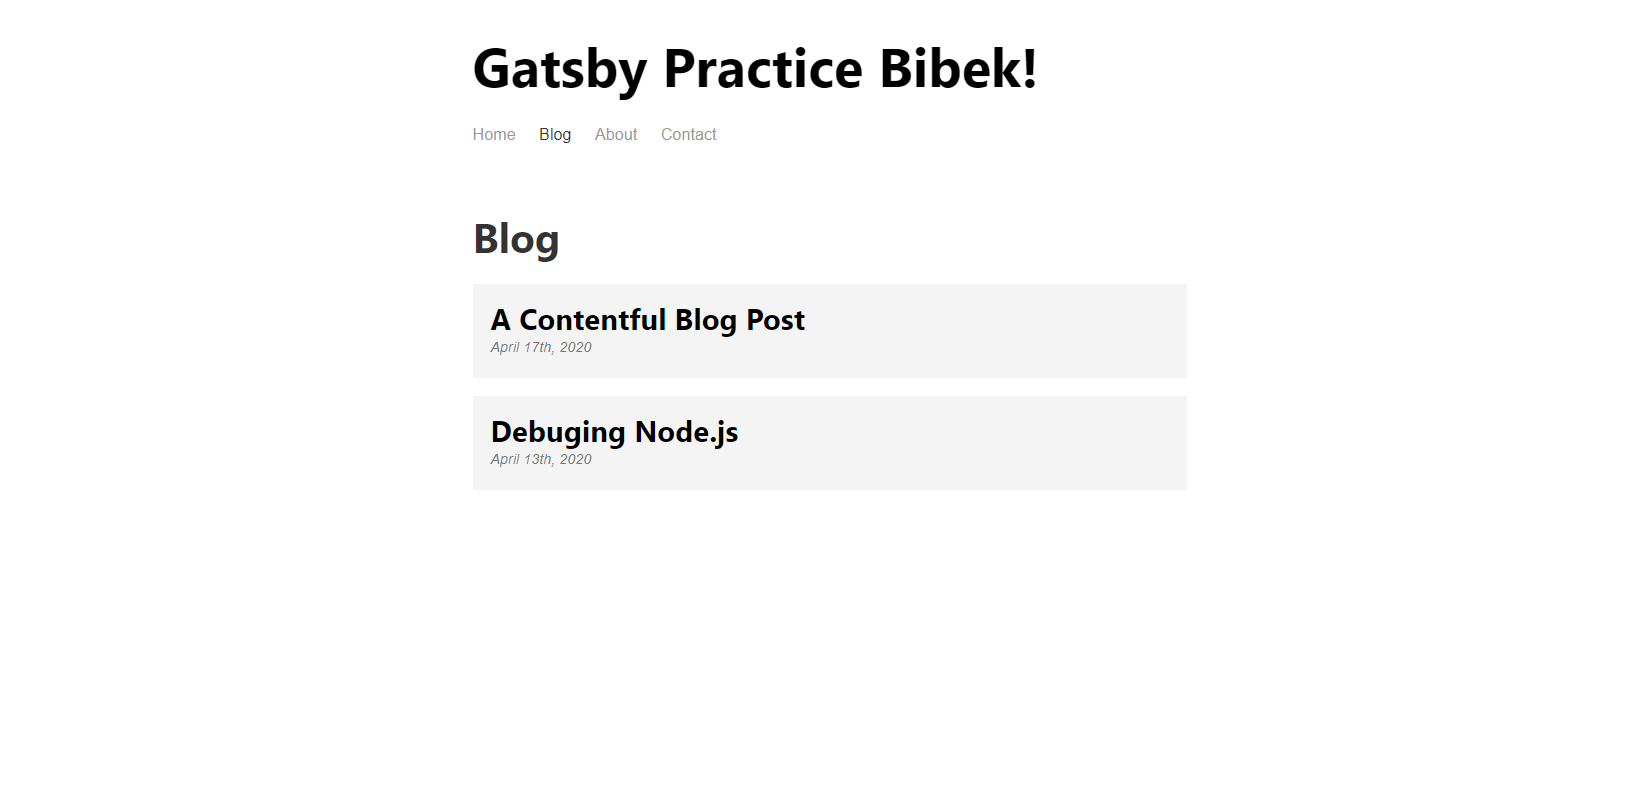 Gatsby Practice Bibek!
Home Blog About Contact
Blog
A Contentful Blog Post
April 17th, 2020
Debuging Node.js
April 13th, 2020